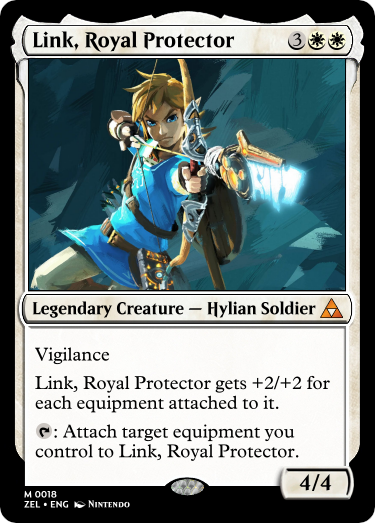 Link, Royal Protector 3
Legendary Creature — Hylian Soldier
Vigilance
Link, Royal Protector gets +2/+2 for
each equipment attached to it.
: Attach target equipment you
control to Link, Royal Protector.
4/4
M 0018
ZEL • ENG Nintendo